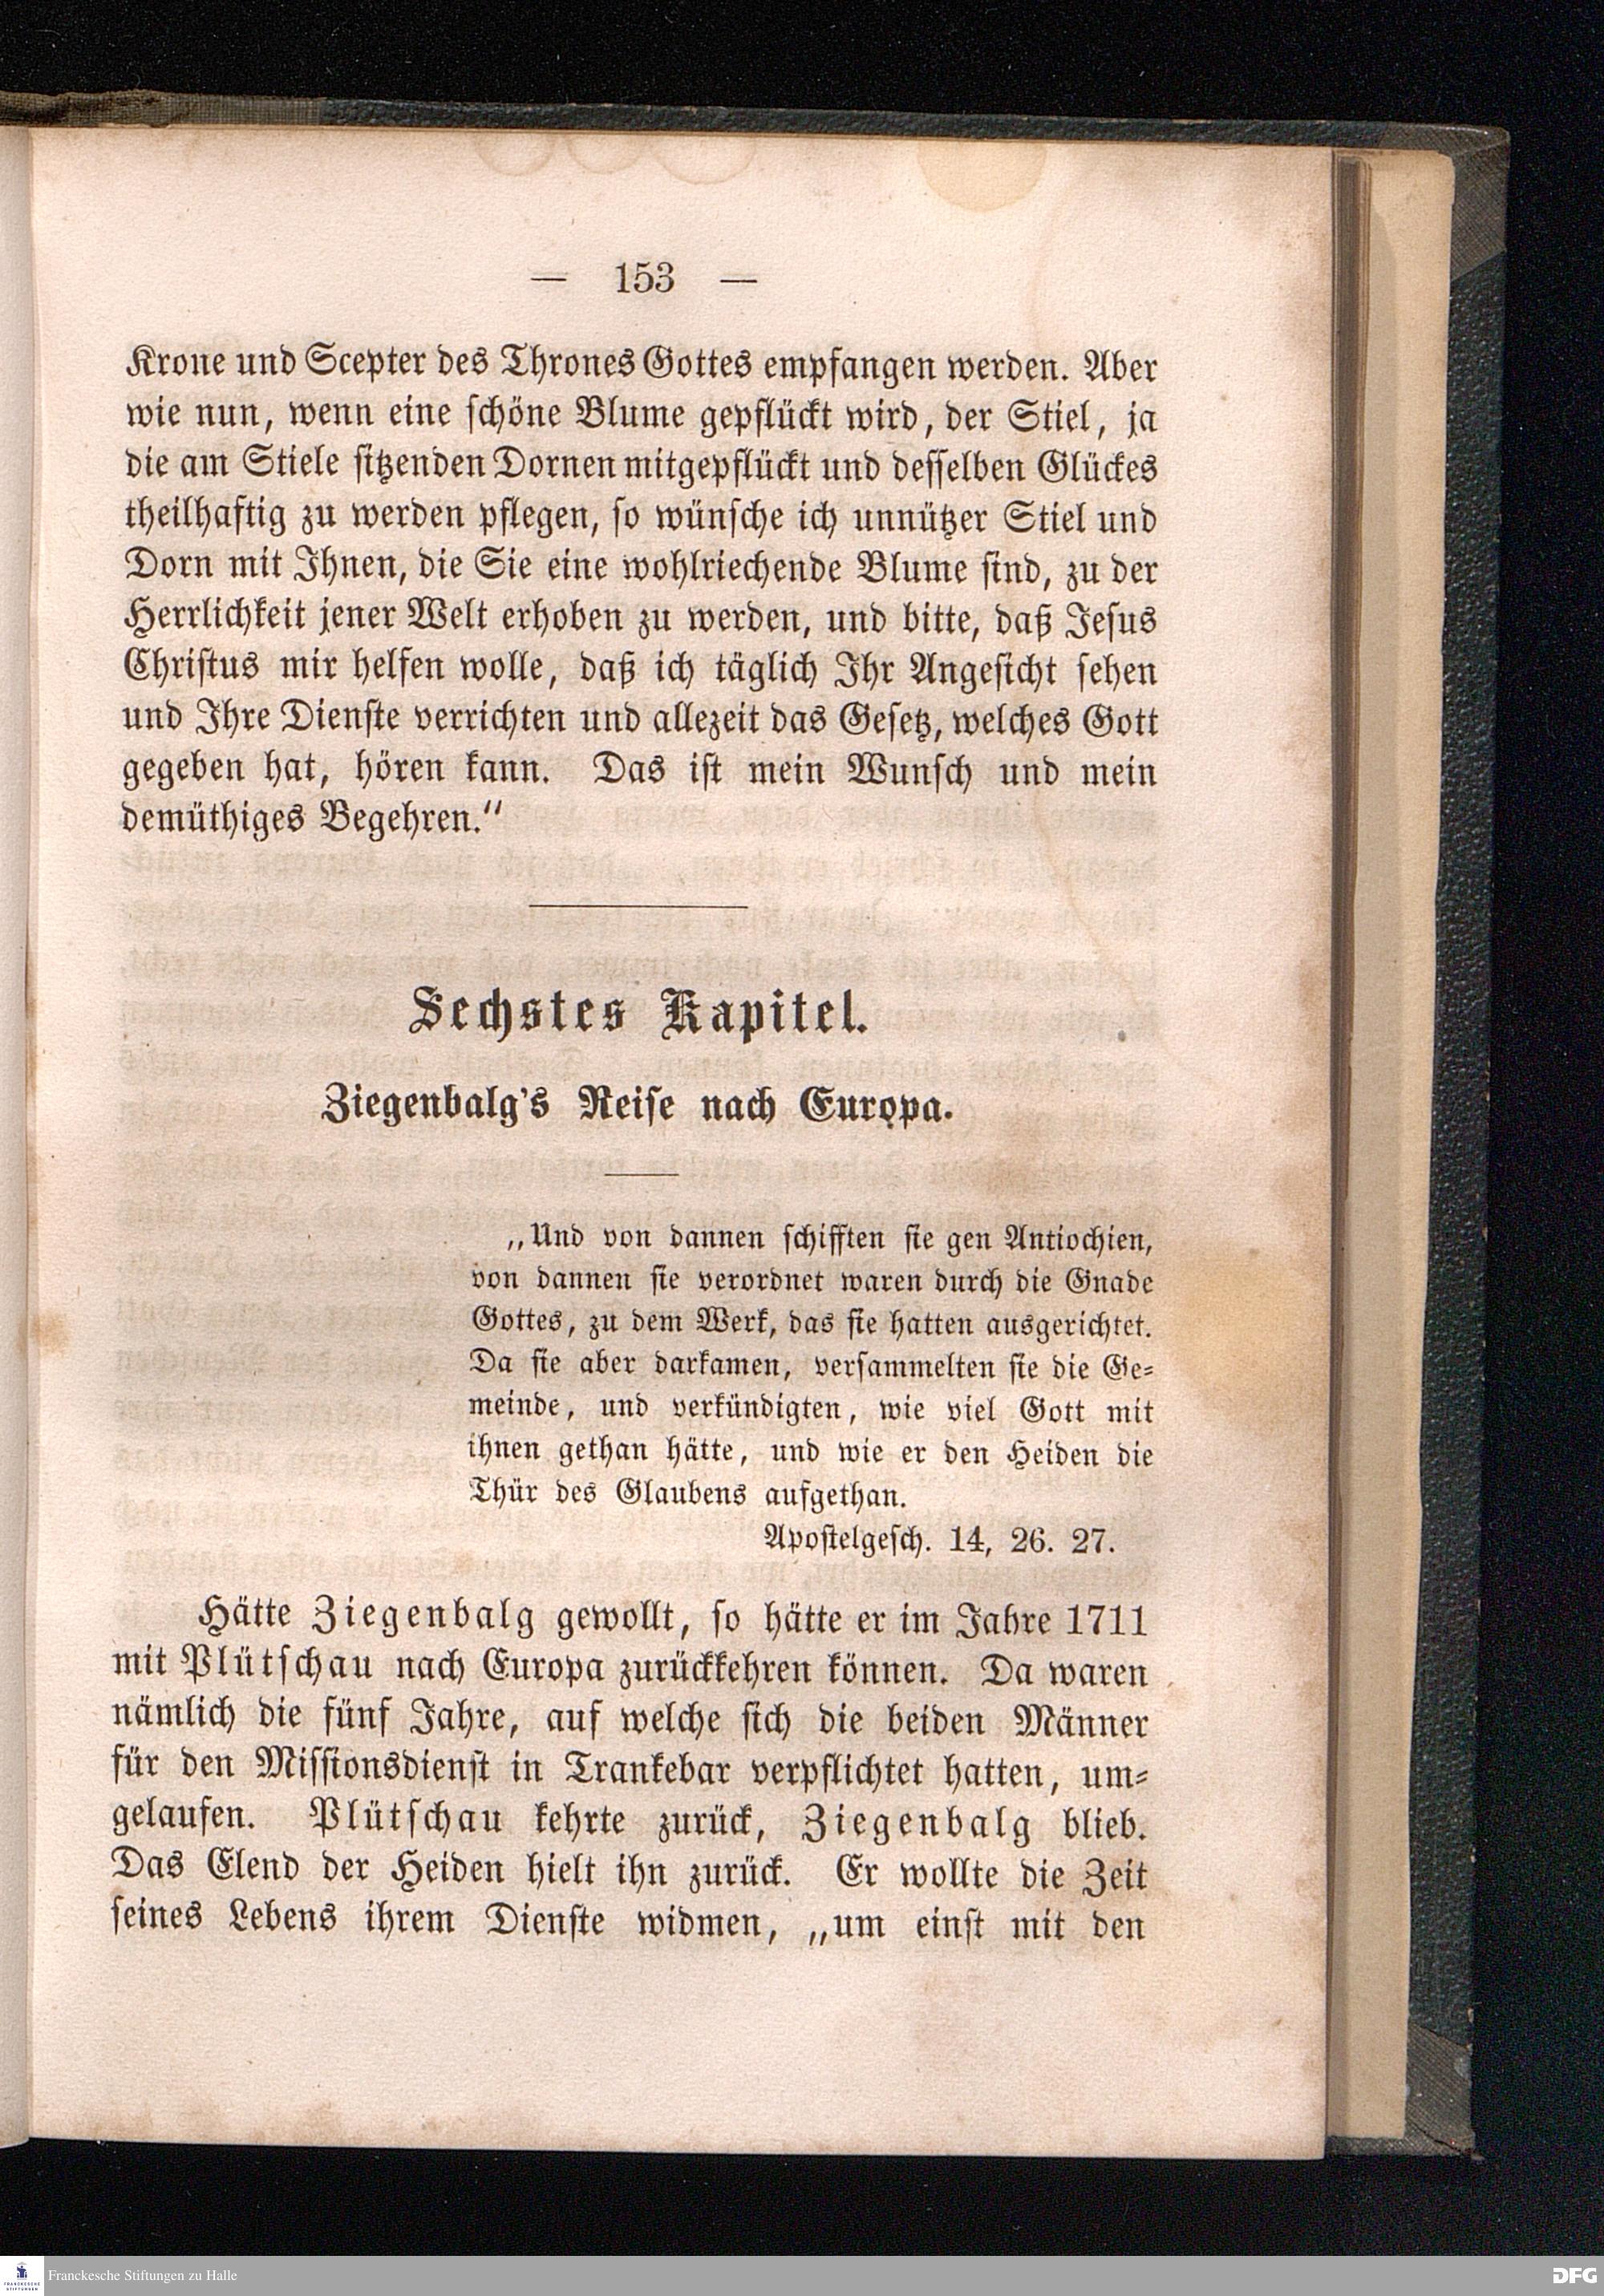 — 153 —
Krone und Scepter des Thrones Gottes empfangen werden. Aber
wie nun, wenn eine schöne Blume gepflückt wird, der Stiel, ja
die am Stiele sitzenden Dornen mitgepflückt und desselben Glückes
theilhaftig zu werden pflegen, so wünsche ich unnützer Stiel und
Dorn mit Ihnen, die Sie eine wohlriechende Blume sind, zu der
Herrlichkeit jener Welt erhoben zu werden, und bitte, daß Jesus
Christus mir helfen wolle, daß ich täglich Ihr Angesicht sehen
und Ihre Dienste verrichten und allezeit das Gesetz, welches Gott
gegeben hat, hören kann. Das ist mein Wunsch und mein
demüthiges Begehren.“
Sechstes Kapitel.
Ziegenbalg's Reise nach Europa.
„Und von dannen schifften sie gen Antiochien,
von dannen sie verordnet waren durch die Gnade
Gottes, zu dem Werk, das sie hatten ausgerichtet.
Da sie aber darkamen, versammelten sie die Ge-
meinde, und verkündigten, wie viel Gott mit
ihnen gethan hätte, und wie er den Heiden die
Thür des Glaubens aufgethan.
Apostelgesch. 14, 26. 27.
Hätte Ziegenbalg gewollt, so hätte er im Jahre 1711
mit Plütschau nach Europa zurückkehren können. Da waren
nämlich die fünf Jahre, auf welche sich die beiden Männer
für den Missionsdienst in Trankebar verpflichtet hatten, um-
gelaufen. Plütschau kehrte zurück, Ziegenbalg blieb.
Das Elend der Heiden hielt ihn zurück. Er wollte die Zeit
seines Lebens ihrem Dienste widmen, „um einst mit den
FRANCKESCHE STIFTUNGEN
Franckesche Stiftungen zu Halle
DFG